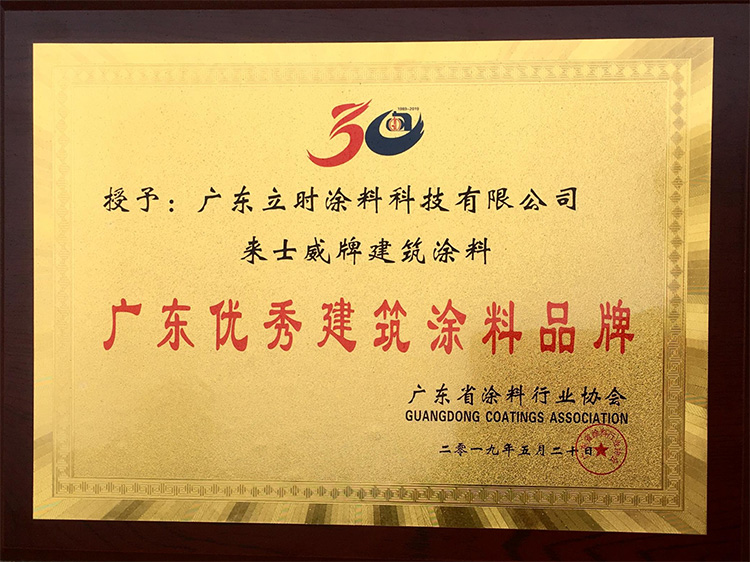 30
授予：广东立时涂料科技有限公司
来士威牌建筑涂料
广东优秀建筑涂料品牌
广东省涂料行业协会
GUANGDONG COATINGS ASSOCIATION
二零一九年五月二十日